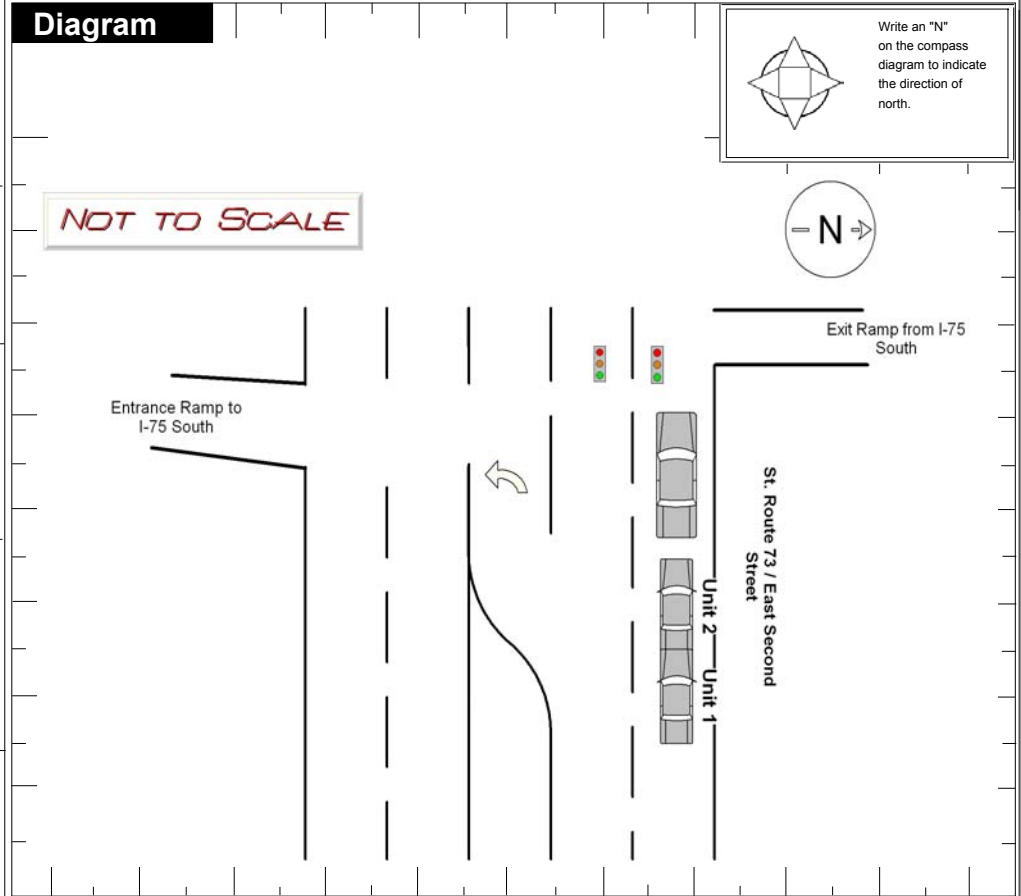 Diagram
Write an "N"
on the compass
diagram to indicate
the direction of
north.
NOT TO SCALE
N
Exit Ramp from I-75
South
Entrance Ramp to
I-75 South
St. Route 73 / East Second
Street
Unit 2
Unit 1